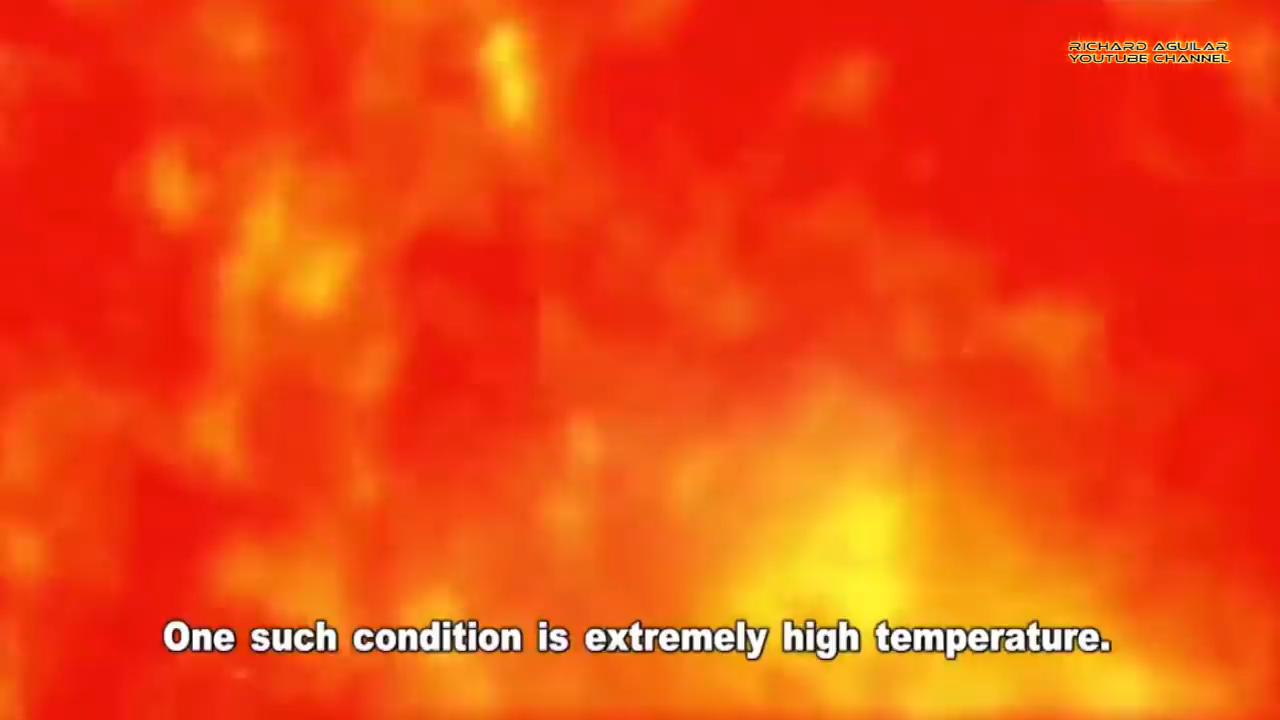 RICHARD AGUILAR
YOUTUBE CHANNEL
One such condition is extremely high temperature.